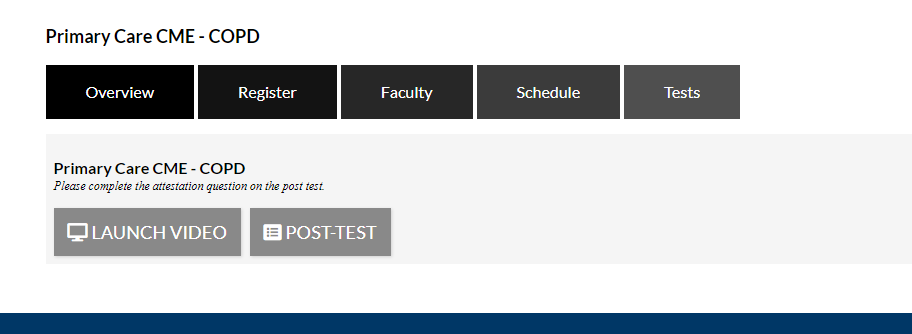 Primary Care CME - COPD
Overview Register Faculty Schedule Tests
Primary Care CME - COPD
Please complete the attestation question on the post test.
LAUNCH VIDEO POST-TEST